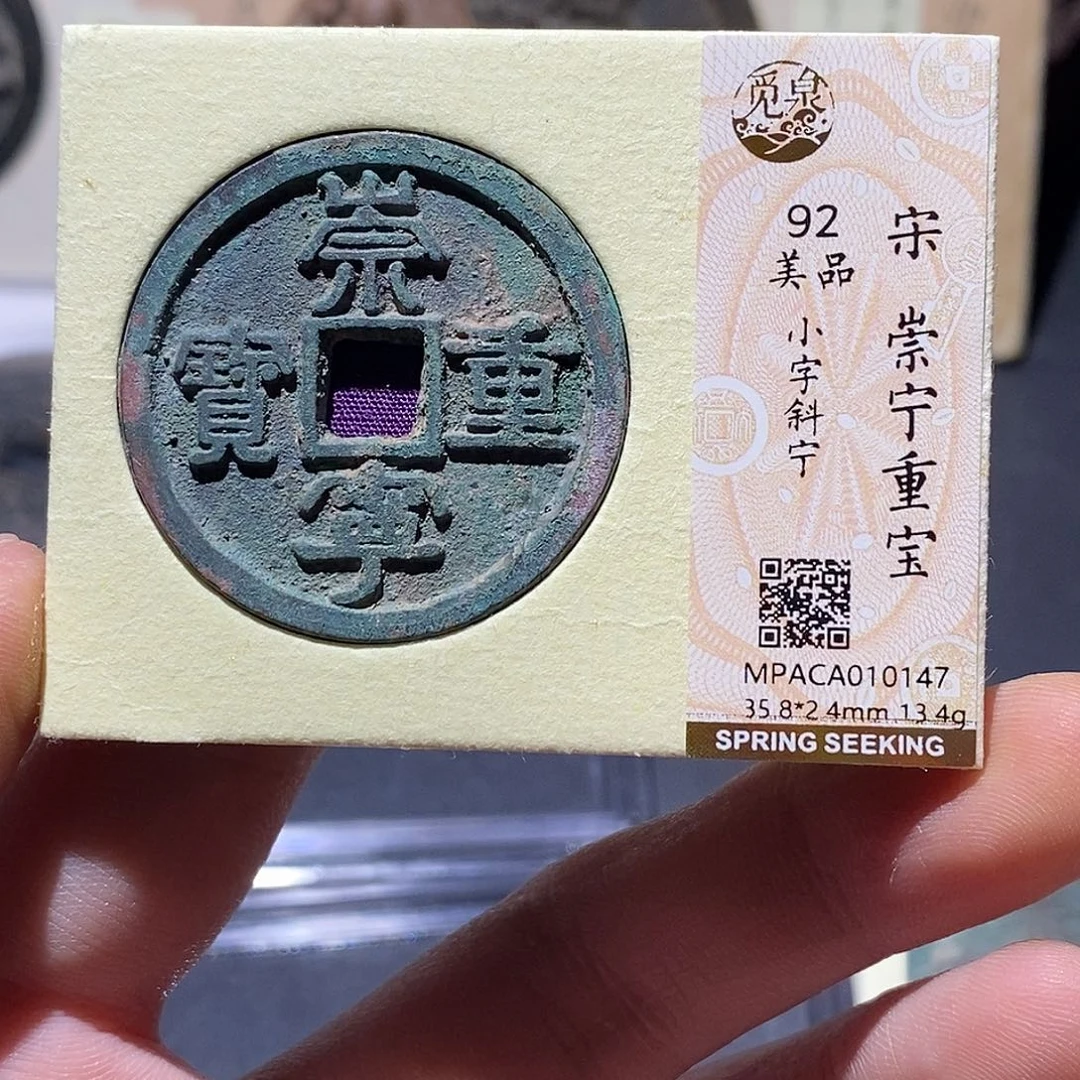 崇
寶
重
寧
觅泉
92
美品
小字斜宁
宋 崇宁重宝
MPACA010147
35.8*2.4mm 13.4g
SPRING SEEKING